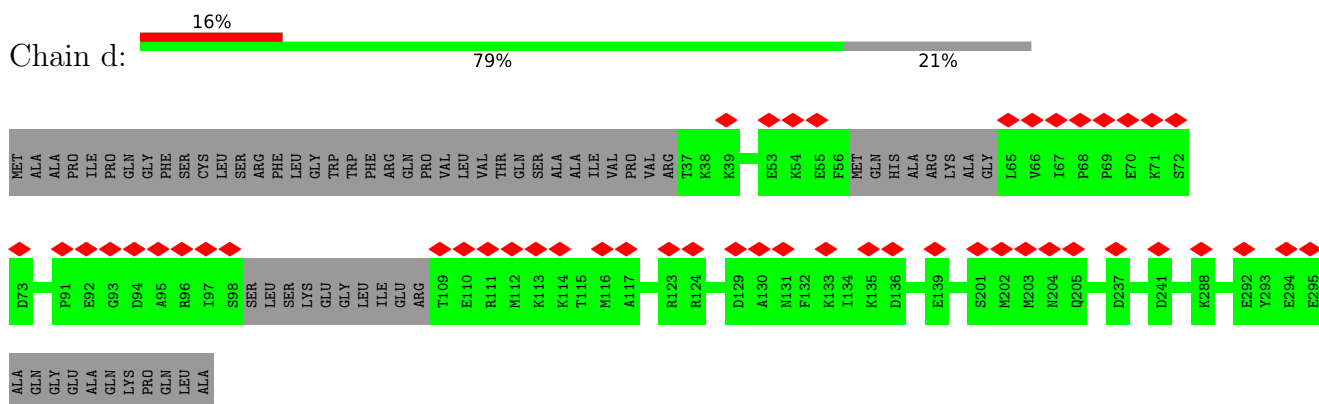 16%
Chain d:
79% 21%
MET ALA ALA PRO ILE PRO GLN GLY PHE SER CYS LEU SER ARG PHE LEU GLY TRP TRP PHE ARG GLN PRO VAL LEU VAL THR GLN SER ALA ALA ILE VAL PRO VAL ARG T37 K38 K39 E53 K54 E55 F56 MET GLN HIS ALA ARG LYS ALA GLY L65 V66 I67 P68 P69 E70 K71 S72
D73 P91 E92 G93 D94 A95 R96 I97 S98 SER LEU SER LYS GLU GLY LEU ILE GLU ARG T109 E110 R111 M112 K113 K114 T115 M116 A117 R123 R124 D129 A130 N131 F132 K133 I134 K135 D136 E139 S201 M202 M203 N204 Q205 D237 D241 K288 E292 Y293 E294 E295
ALA GLN GLY GLU ALA GLN LYS PRO GLN LEU ALA